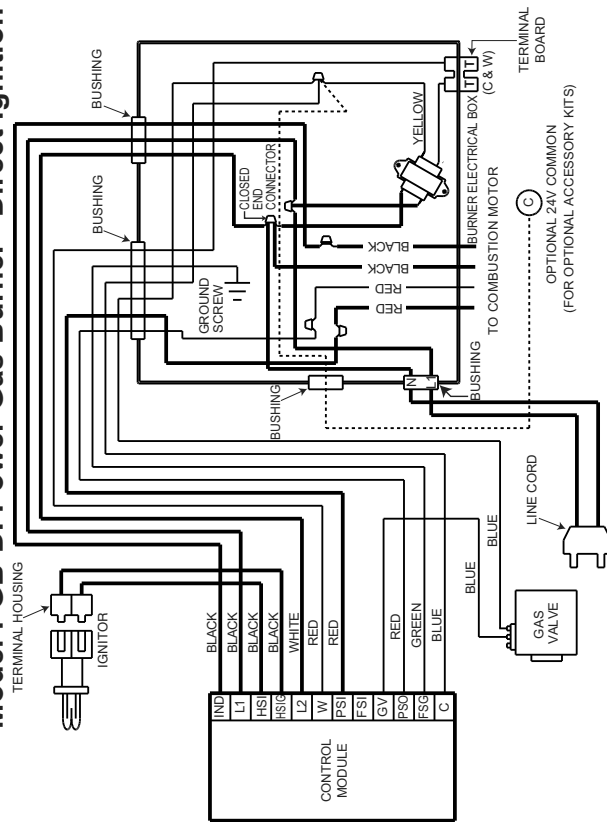 Model Power Gas Burner Direct Ignition
TERMINAL HOUSING
IGNITOR
BUSHING
BUSHING
TERMINAL
BOARD
(C & W)
T
T
CLOSED
END
CONNECTOR
YELLOW
BURNER ELECTRICAL BOX
GROUND
SCREW
BLACK
BLACK
RED
RED
TO COMBUSTION MOTOR
C
OPTIONAL 24V COMMON
(FOR OPTIONAL ACCESSORY KITS)
BUSHING
N
L1
BUSHING
LINE CORD
BLACK
BLACK
BLACK
BLACK
WHITE
RED
RED
RED
GREEN
BLUE
BLUE
BLUE
IND
L1
HSI
HSIG
L2
W
PSI
FSI
GV
PSO
FSG
C
CONTROL
MODULE
GAS
VALVE